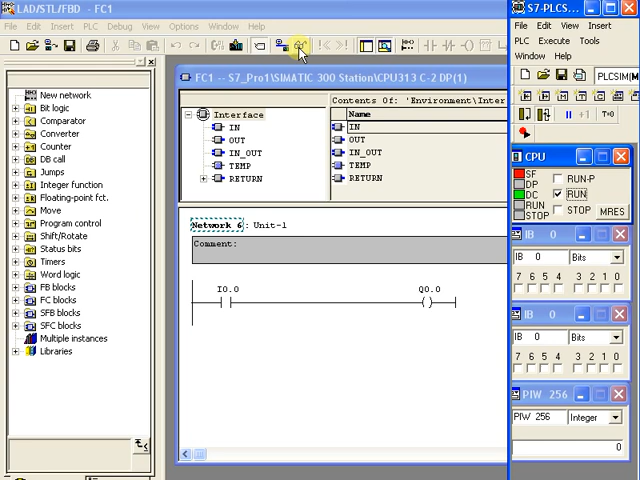 LAD/STL/FBD - FC1
File Edit Insert PLC Debug View Options Window Help
New network
Bit logic
Comparator
Converter
Counter
DB call
Jumps
Integer function
Floating-point fct.
Move
Program control
Shift/Rotate
Status bits
Timers
Word logic
FB blocks
FC blocks
SFB blocks
SFC blocks
Multiple instances
Libraries
FC1 -- S7_Pro1\SIMATIC 300 Station\CPU313 C-2 DP(1)
Interface
IN
OUT
IN_OUT
TEMP
RETURN
Contents Of: 'Environment\Inter
Name
IN
OUT
IN_OUT
TEMP
RETURN
Network 6: Unit-1
Comment:
I0.0
Q0.0
S7-PLCS...
File Edit View Insert
PLC Execute Tools
Window Help
PLCSIM(M
+1 T=0
CPU
SF
DP
DC
RUN
STOP
RUN-P
RUN
STOP
MRES
IB 0
IB 0 Bits
7 6 5 4 3 2 1 0
IB 0
IB 0 Bits
7 6 5 4 3 2 1 0
PIW 256
PIW 256 Integer
0